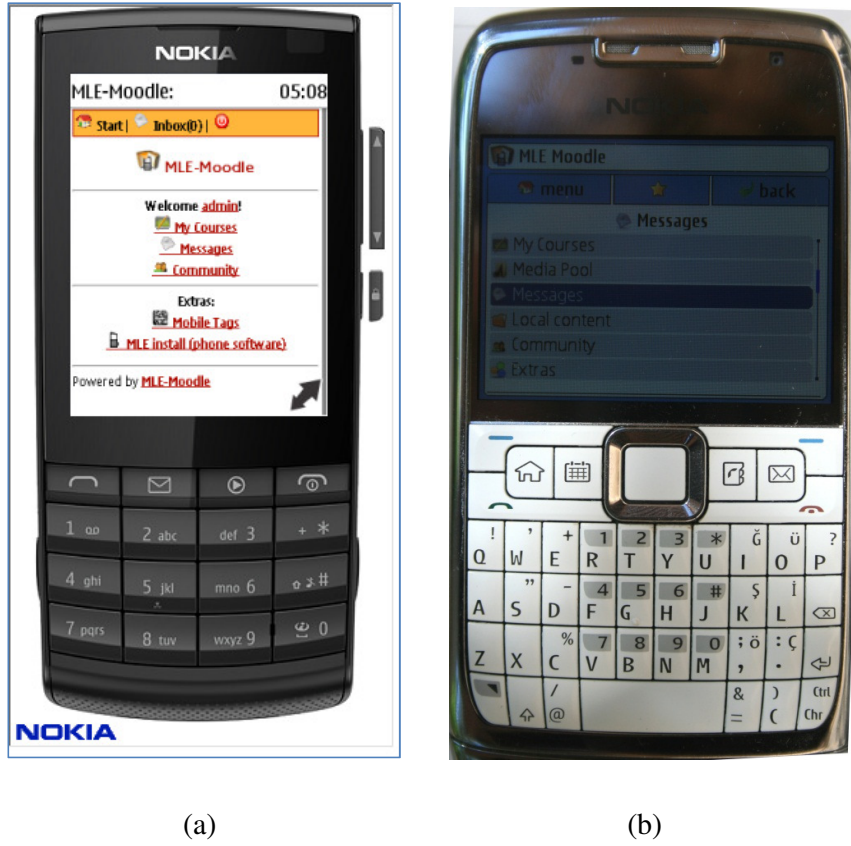 NOKIA
MLE-Moodle: 05:08
Start | Inbox(0) |
MLE-Moodle
Welcome admin!
My Courses
Messages
Community
Extras:
Mobile Tags
MLE install (phone software)
Powered by MLE-Moodle
1 2 abc def 3 + *
4 ghi 5 jkl mno 6 #
7 pqrs 8 tuv wxyz 9 0
NOKIA
(a)
NOKIA
MLE Moodle
menu back
Messages
My Courses
Media Pool
Messages
Local content
Community
Extras
! ' + 1 2 3 * Ğ Ü ?
Q W E R T Y U I O P
" - 4 5 6 # Ş İ
A S D F G H J K L
% 7 8 9 0 ; ö : ç
Z X C V B N M , .
/ & ) Ctrl
@ = ( Chr
(b)